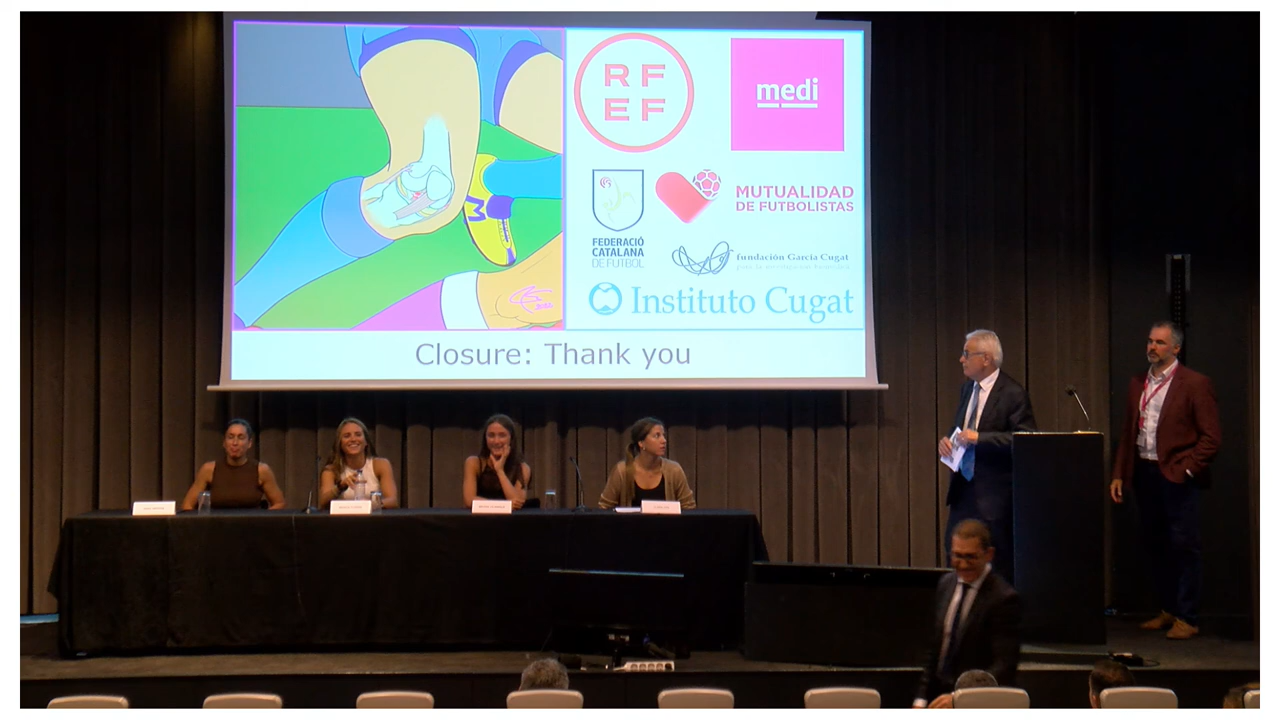 RF
EF
medi
MUTUALIDAD
DE FUTBOLISTAS
FEDERACIÓ
CATALANA
DE FUTBOL
fundación García Cugat
Instituto Cugat
M
Closure: Thank you